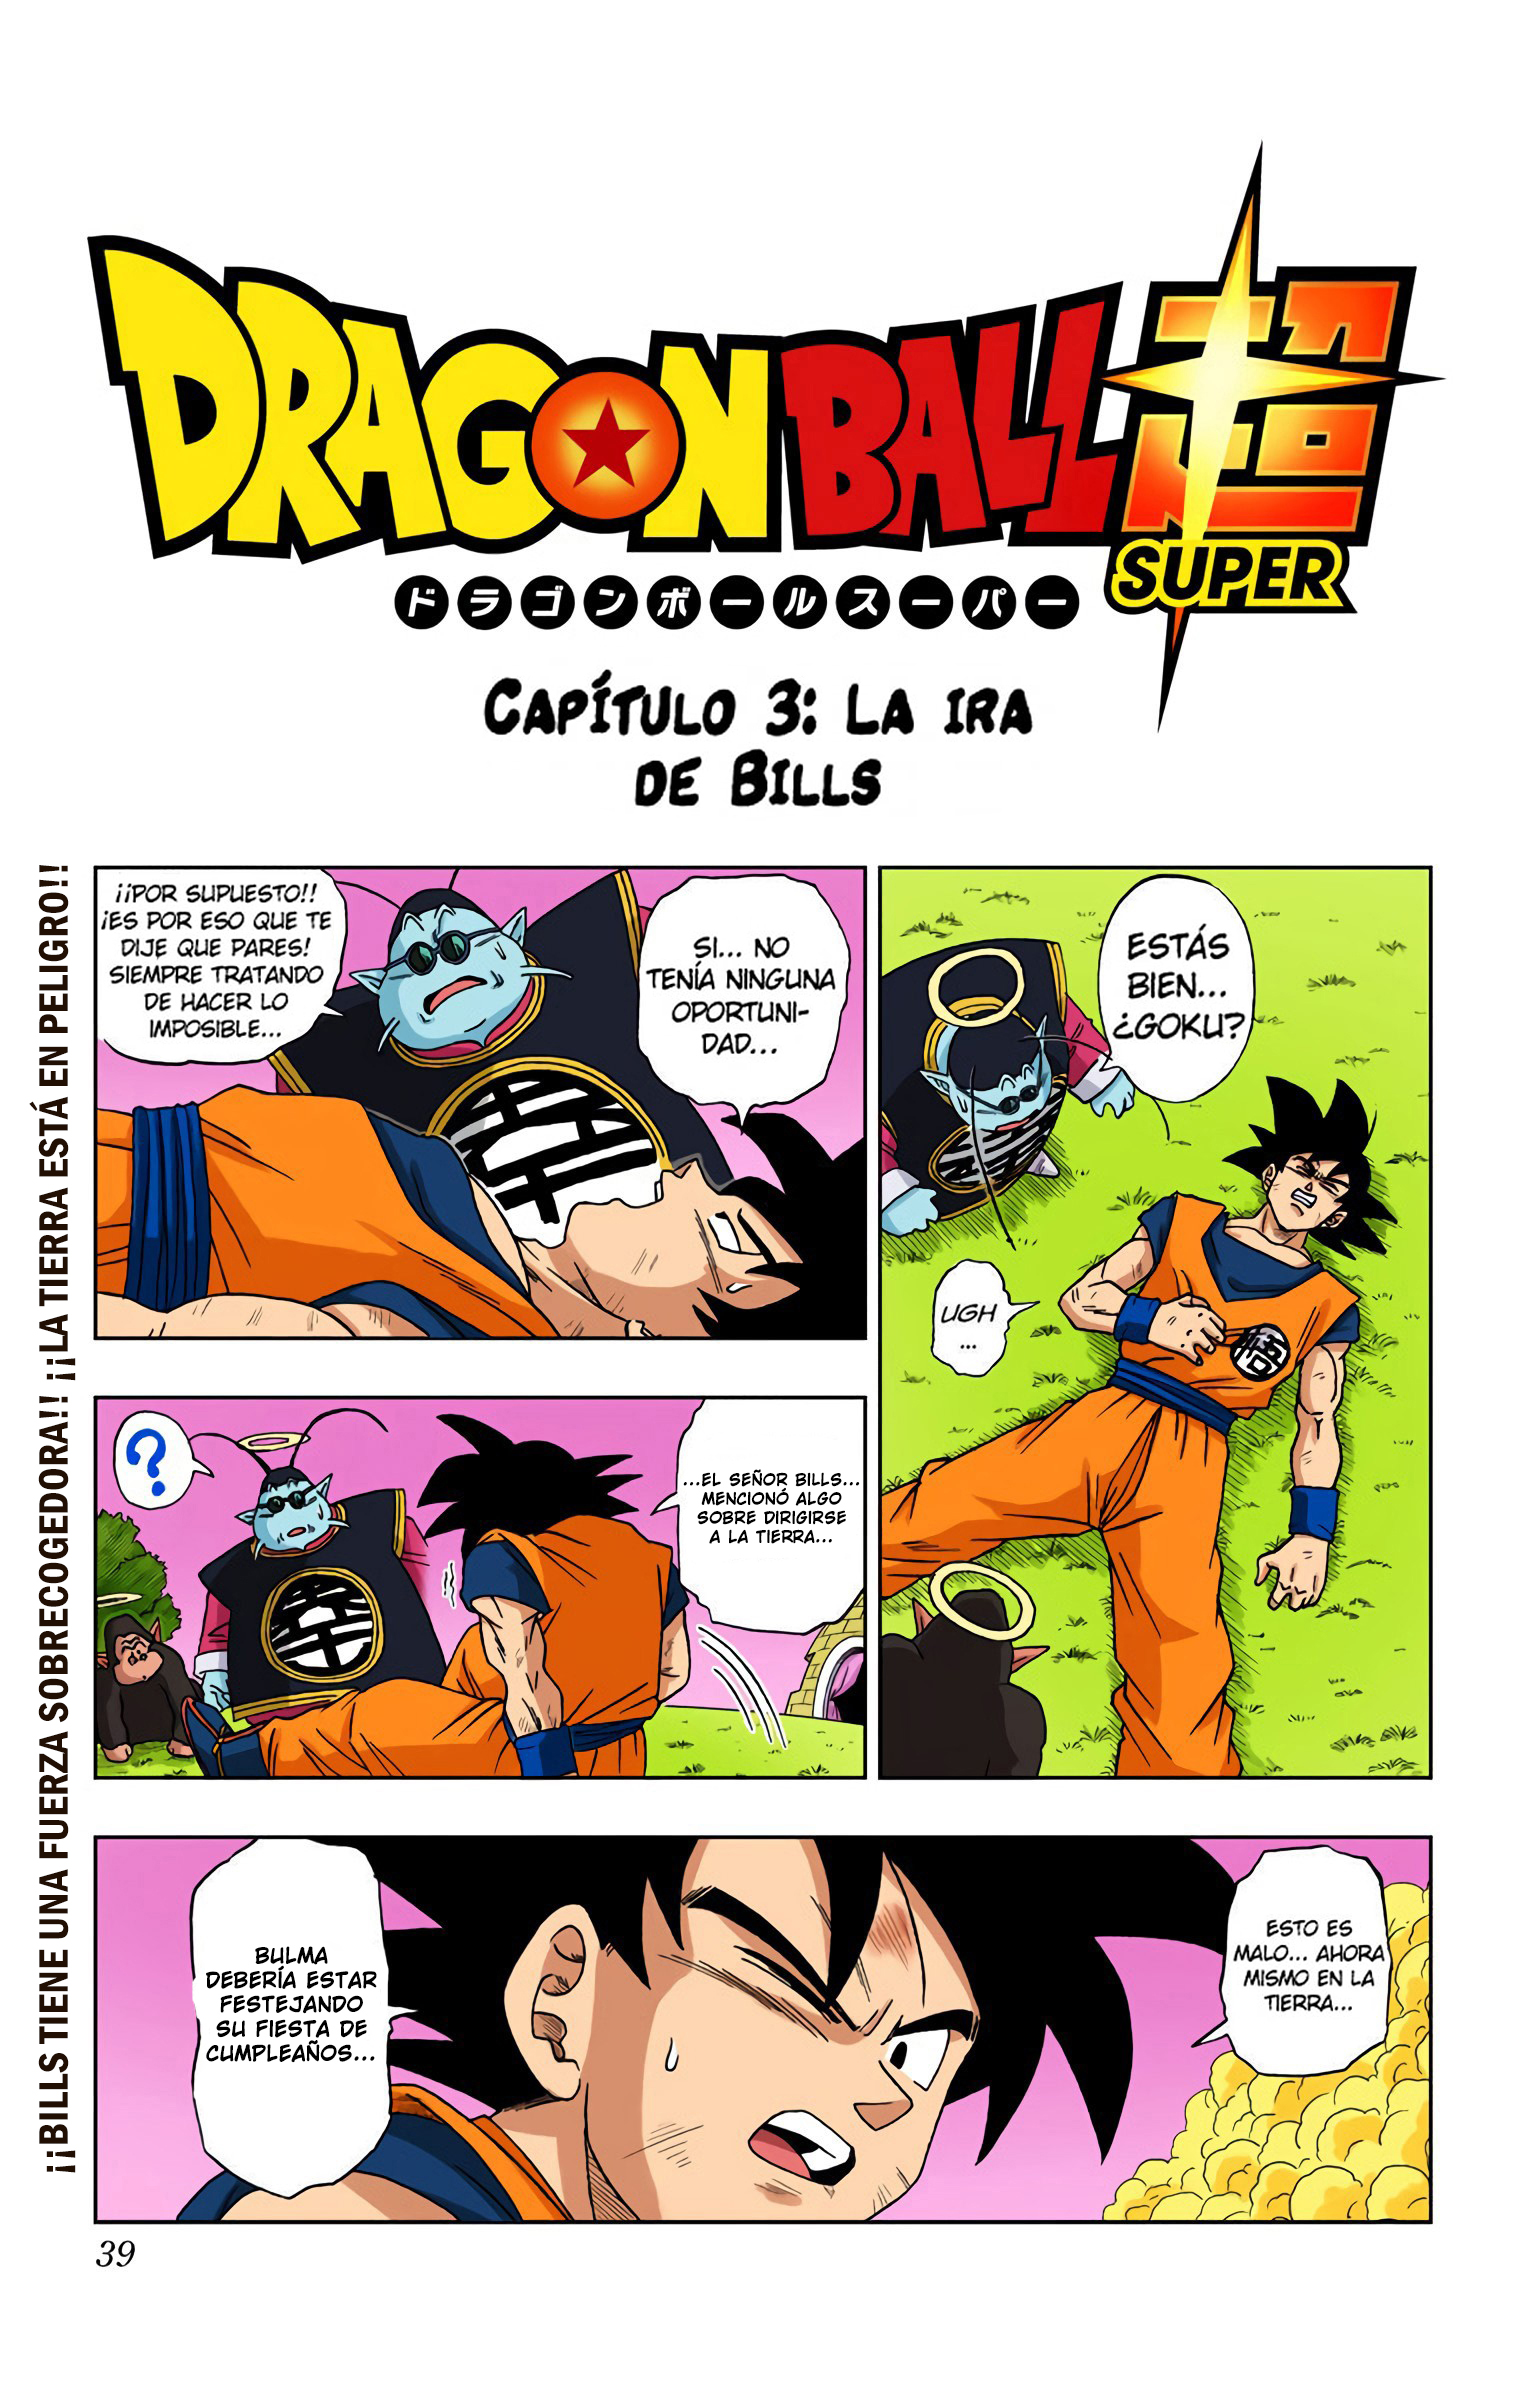 DRAGON BALL 超
SUPER
ドラゴンボールスーパー
CAPÍTULO 3: LA IRA
DE BILLS
¡¡BILLS TIENE UNA FUERZA SOBRECOGEDORA!! ¡¡LA TIERRA ESTÁ EN PELIGRO!!
ESTÁS
BIEN...
¿GOKU?
UGH
...
悟
SI... NO
TENÍA NINGUNA
OPORTUNI-
DAD...
¡¡POR SUPUESTO!!
¡ES POR ESO QUE TE
DIJE QUE PARES!
SIEMPRE TRATANDO
DE HACER LO
IMPOSIBLE...
...EL SEÑOR BILLS...
MENCIONÓ ALGO
SOBRE DIRIGIRSE
A LA TIERRA...
?
幸
ESTO ES
MALO... AHORA
MISMO EN LA
TIERRA...
BULMA
DEBERÍA ESTAR
FESTEJANDO
SU FIESTA DE
CUMPLEAÑOS...
39